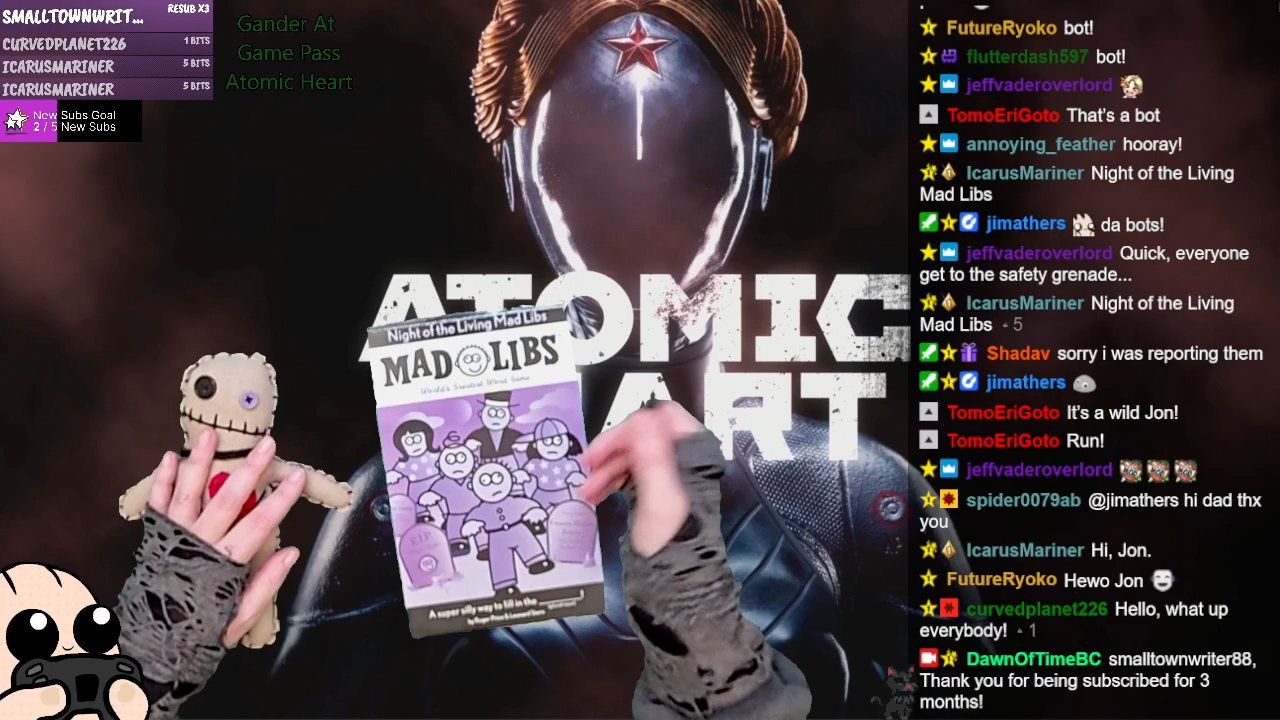 SMALLTOWNWRIT...
RESUB X3
CURVEDPLANET226
1 BITS
ICARUSMARINER
5 BITS
ICARUSMARINER
5 BITS
New Subs Goal
2 / 5 New Subs
Gander At
Game Pass
Atomic Heart
ATOMIC
ART
Night of the Living Mad Libs
MAD LIBS
World's Greatest Word Game
R.I.P.
A super silly way to fill in the
by Roger Price & Leonard Stern
FutureRyoko bot!
flutterdash597 bot!
jeffvaderoverlord
TomoEriGoto That's a bot
annoying_feather hooray!
IcarusMariner Night of the Living
Mad Libs
jimathers da bots!
jeffvaderoverlord Quick, everyone
get to the safety grenade...
IcarusMariner Night of the Living
Mad Libs 5
Shadav sorry i was reporting them
jimathers
TomoEriGoto It's a wild Jon!
TomoEriGoto Run!
jeffvaderoverlord
spider0079ab @jimathers hi dad thx
you
IcarusMariner Hi, Jon.
FutureRyoko Hewo Jon
curvedplanet226 Hello, what up
everybody! 1
DawnOfTimeBC smalltownwriter88,
Thank you for being subscribed for 3
months!